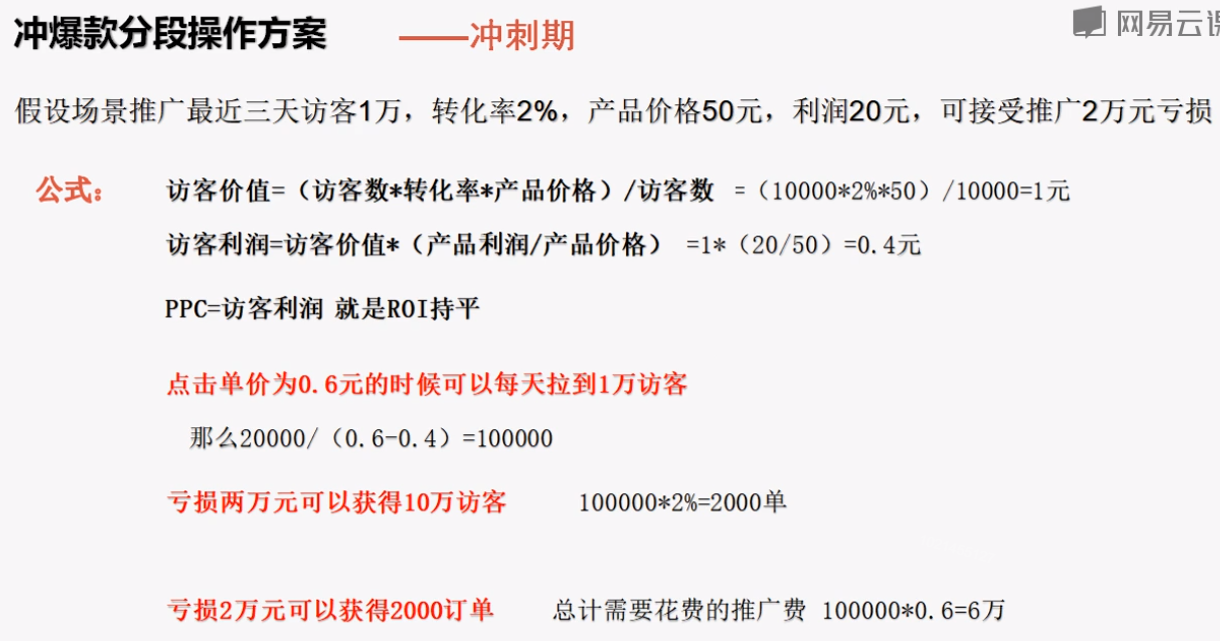 冲爆款分段操作方案 ——冲刺期
网易云课
假设场景推广最近三天访客1万，转化率2%，产品价格50元，利润20元，可接受推广2万元亏损
公式： 访客价值=（访客数*转化率*产品价格）/访客数 =（10000*2%*50）/10000=1元
访客利润=访客价值*（产品利润/产品价格） =1*（20/50）=0.4元
PPC=访客利润 就是ROI持平
点击单价为0.6元的时候可以每天拉到1万访客
那么20000/（0.6-0.4）=100000
亏损两万元可以获得10万访客 100000*2%=2000单
亏损2万元可以获得2000订单 总计需要花费的推广费 100000*0.6=6万